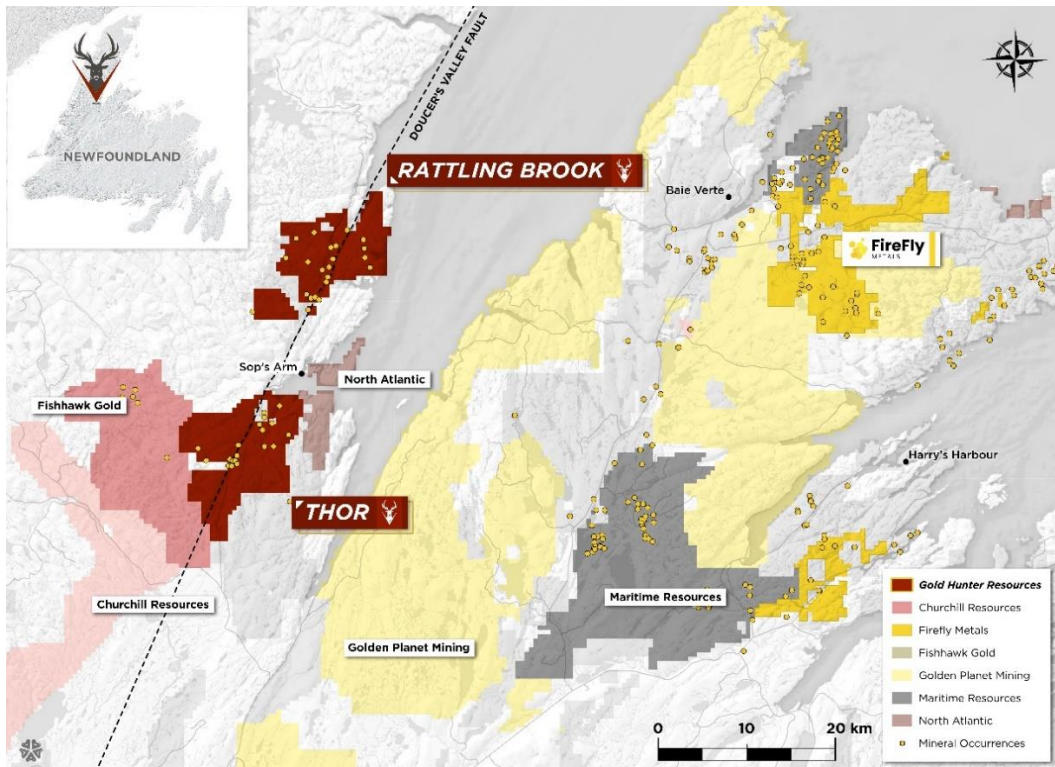 NEWFOUNDLAND
DOUCER'S VALLEY FAULT
RATTLING BROOK
Baie Verte
FireFly
METALS
Sop's Arm
North Atlantic
Fishhawk Gold
Harry's Harbour
THOR
Churchill Resources
Maritime Resources
Golden Planet Mining
Gold Hunter Resources
Churchill Resources
Firefly Metals
Fishhawk Gold
Golden Planet Mining
Maritime Resources
North Atlantic
Mineral Occurrences
0 10 20 km